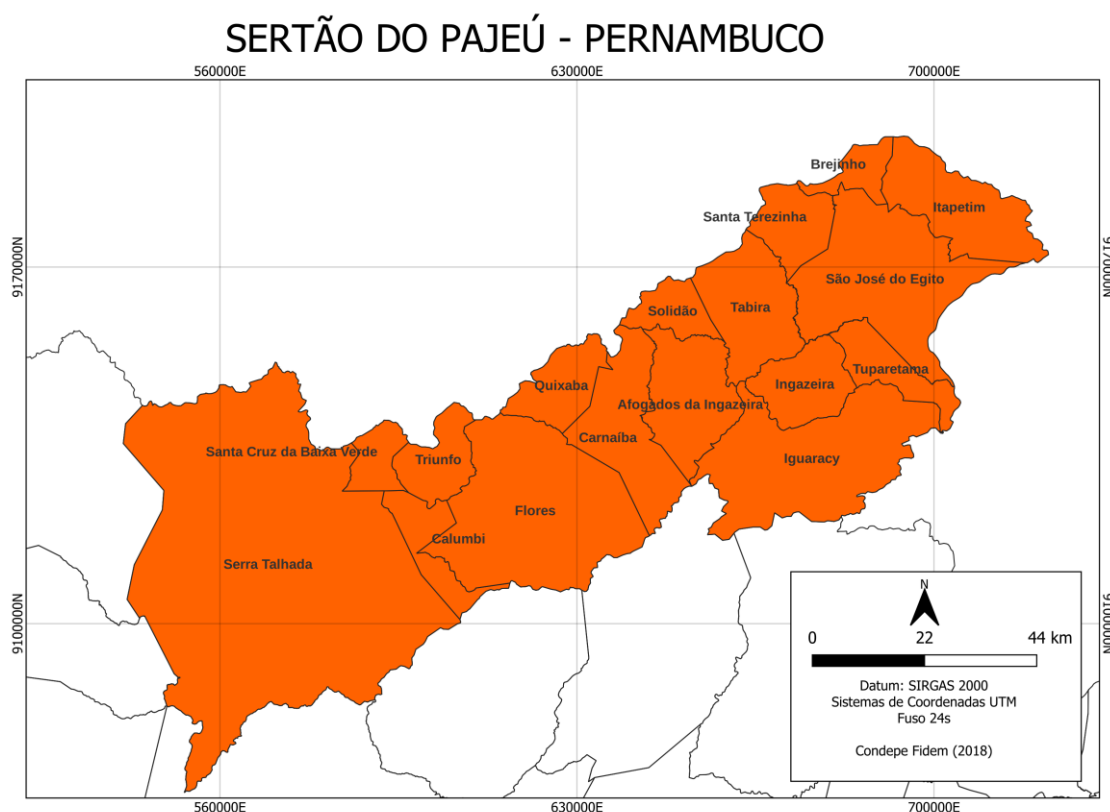 SERTÃO DO PAJEÚ - PERNAMBUCO
560000E
630000E
700000E
Brejinho
Itapetim
Santa Terezinha
9170000N
9170000N
São José do Egito
Solidão
Tabira
Tuparetama
Quixaba
Ingazeira
Afogados da Ingazeira
Carnaíba
Santa Cruz da Baixa Verde
Triunfo
Iguaracy
Flores
Calumbi
Serra Talhada
9100000N
9100000N
N
0 22 44 km
Datum: SIRGAS 2000
Sistemas de Coordenadas UTM
Fuso 24s
Condepe Fidem (2018)
560000E
630000E
700000E